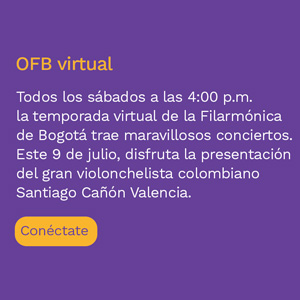 OFB virtual
Todos los sábados a las 4:00 p.m.
la temporada virtual de la Filarmónica
de Bogotá trae maravillosos conciertos.
Este 9 de julio, disfruta la presentación
del gran violonchelista colombiano
Santiago Cañón Valencia.
Conéctate